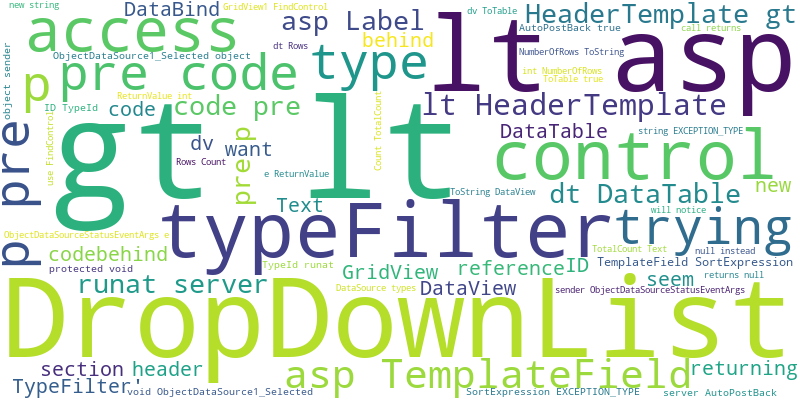 new string
DataBind
GridView1 FindControl
dv ToTable
HeaderTemplate gt
access
asp Label
AutoPostBack true
call returns
behind
ObjectDataSource1_Selected object
dt Rows
NumberOfRows ToString
lt asp
object sender
pre code
type
int NumberOfRows
ToTable true
p
ID TypeId
ReturnValue int
code
code pre
lt HeaderTemplate
gt lt
p pre
pre p
dv
want
DataTable
string EXCEPTION_TYPE
Count TotalCount
control
use FindControl
Rows Count
e ReturnValue
new
Text
ToString DataView
dt DataTable
typeFilter
will notice
trying
ObjectDataSourceStatusEventArgs e
codebehind
TotalCount Text
null instead
protected void
TypeId runat
GridView
reference
ID
TemplateField SortExpression
DropDownList
runat server
DataSource types
DataView
sender ObjectDataSourceStatusEventArgs
seem
returns null
section
header
asp TemplateField
returning
TypeFilter'
void ObjectDataSource1_Selected
SortExpression EXCEPTION_TYPE
server AutoPostBack